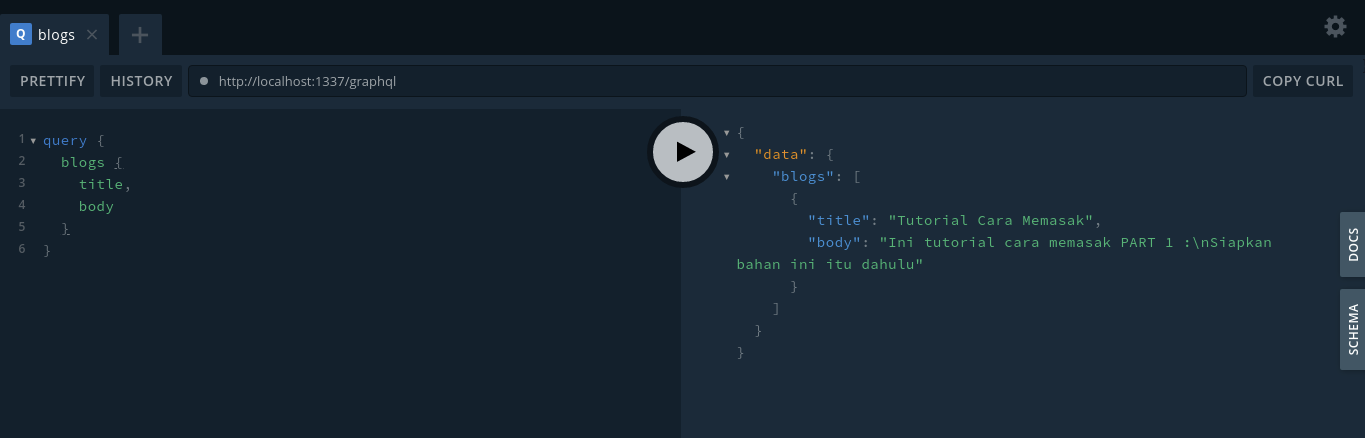 Q blogs × +
PRETTIFY HISTORY http://localhost:1337/graphql COPY CURL
1 query {
2 blogs {
3 title,
4 body
5 }
6 }
{
"data": {
"blogs": [
{
"title": "Tutorial Cara Memasak",
"body": "Ini tutorial cara memasak PART 1 :\nSiapkan
bahan ini itu dahulu"
}
]
}
}
DOCS
SCHEMA